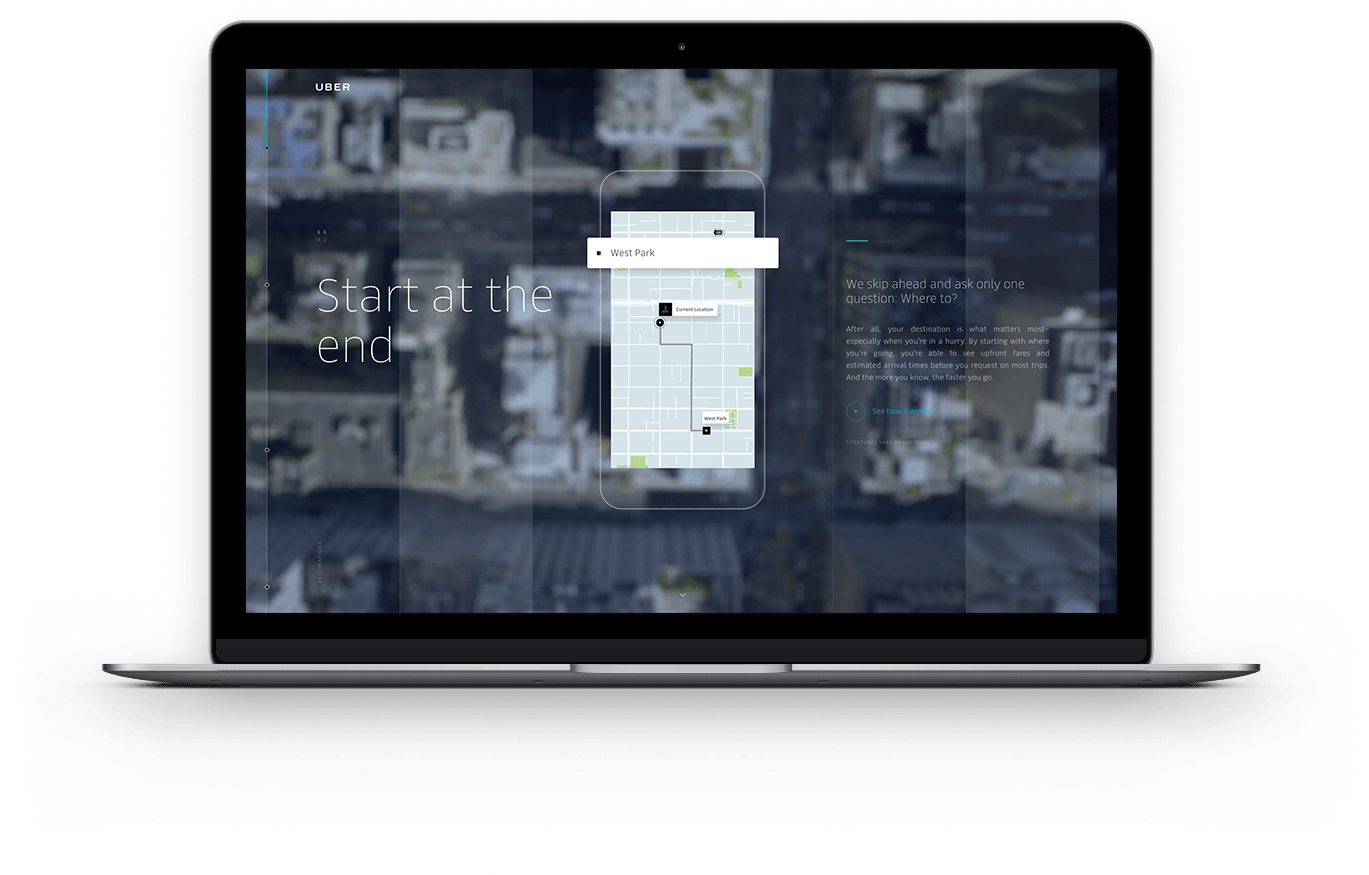 UBER
Start at the
end
West Park
Current Location
West Park
We skip ahead and ask only one
question: Where to?
After all, your destination is what matters most–
especially when you're in a hurry. By starting with where
you're going, you're able to see upfront fares and
estimated arrival times before you request on most trips.
And the more you know, the faster you go.
See how it works
* FEATURES VARY BY LOCATION
DESTINATIONS